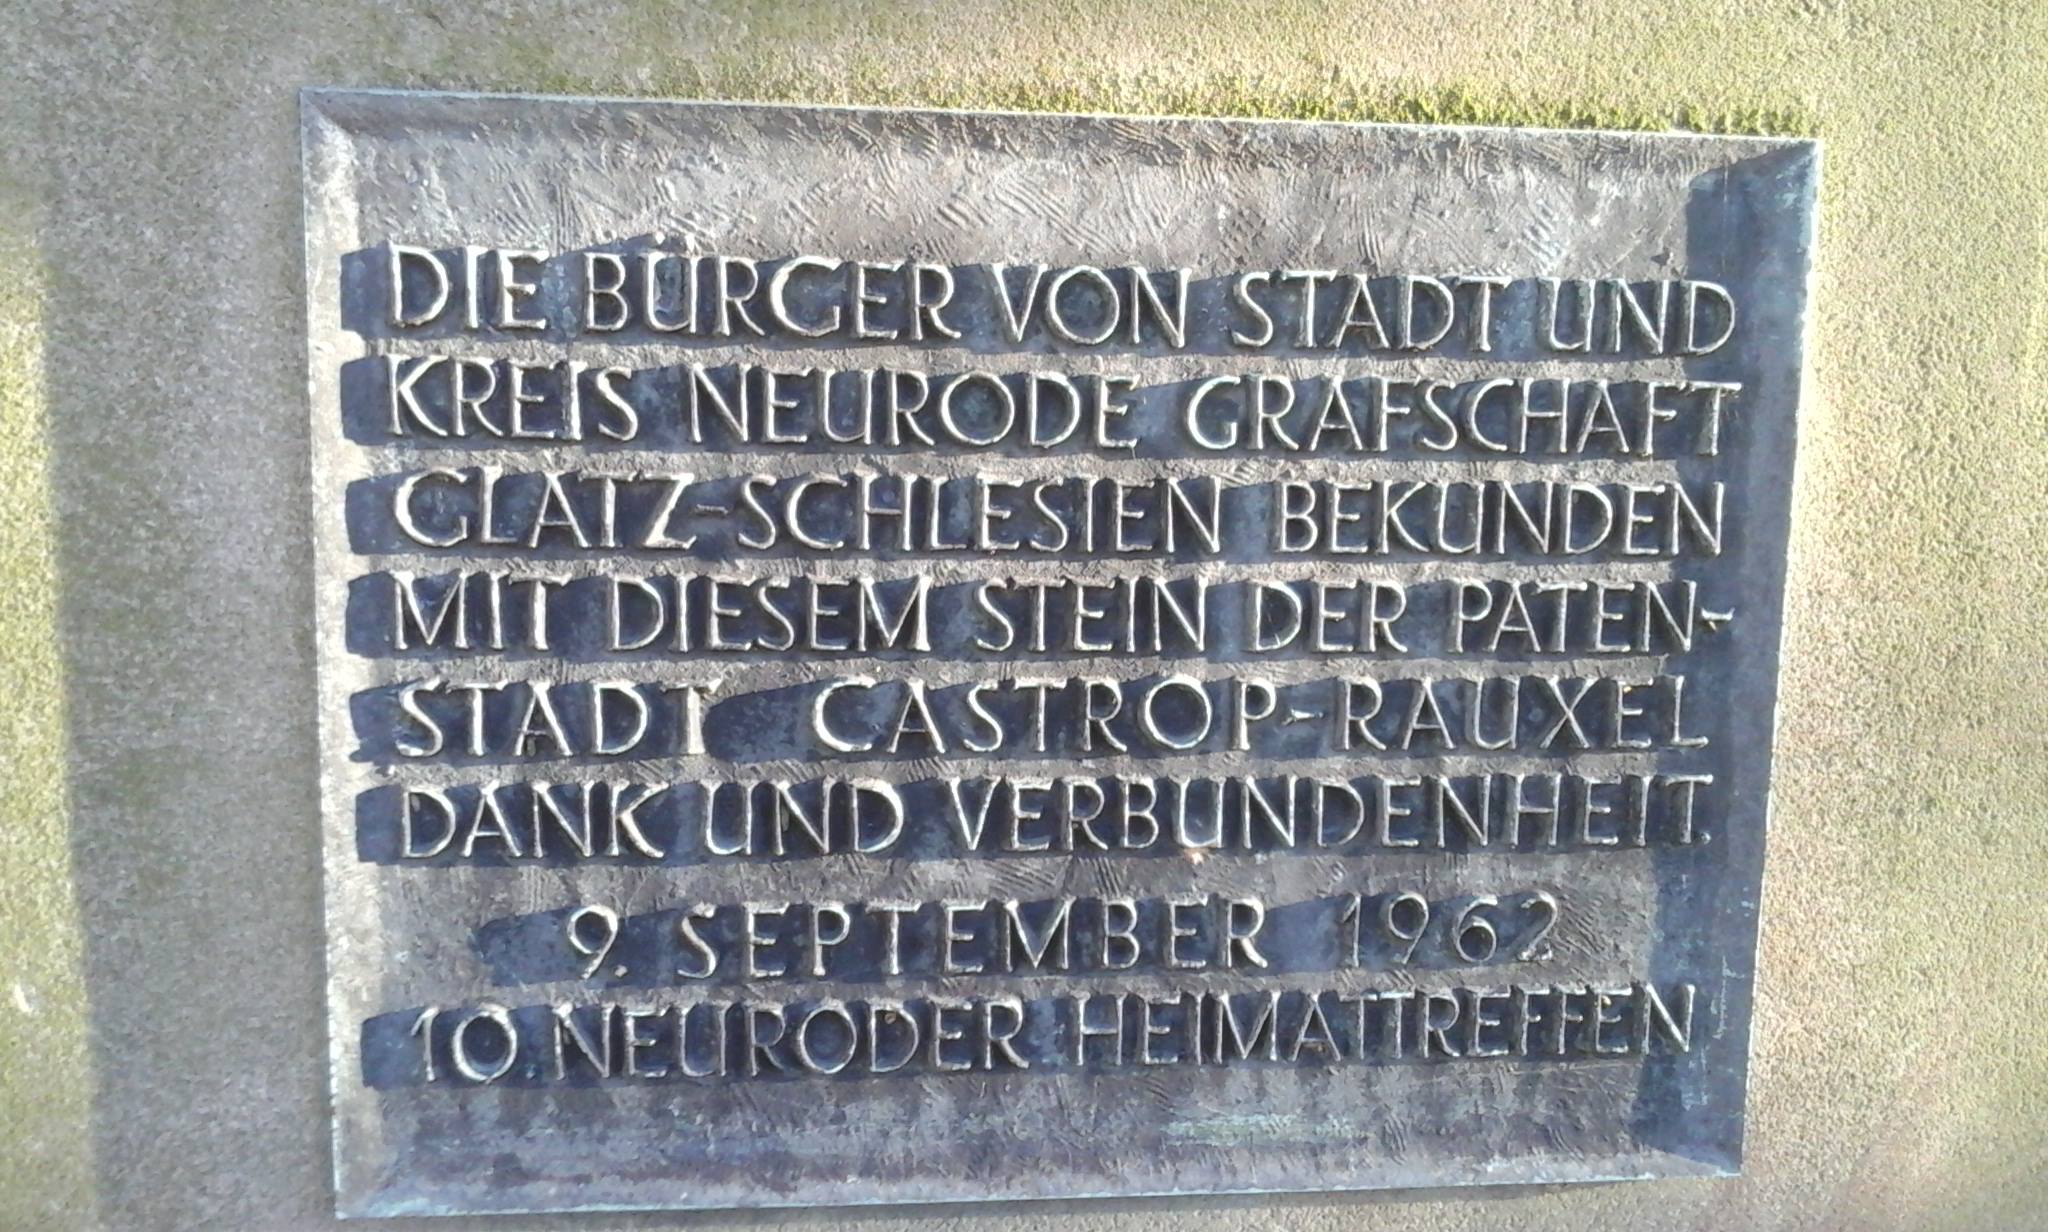 DIE BÜRGER VON STADT UND
KREIS NEURODE GRAFSCHAFT
GLATZ-SCHLESIEN BEKUNDEN
MIT DIESEM STEIN DER PATEN-
STADT CASTROP-RAUXEL
DANK UND VERBUNDENHEIT.
9. SEPTEMBER 1962
10. NEURODER HEIMATTREFFEN